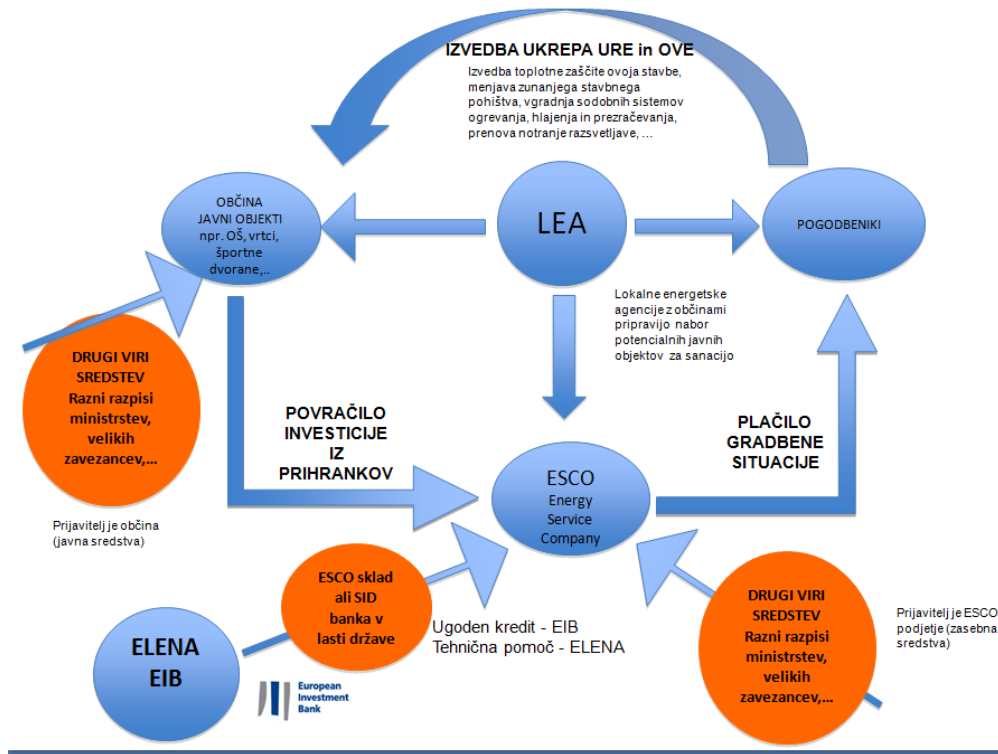 IZVEDBA UKREPA URE in OVE
Izvedba toplotne zaščite ovoja stavbe,
menjava zunanjega stavbnega
pohištva, vgradnja sodobnih sistemov
ogrevanja, hlajenja in prezračevanja,
prenova notranje razsvetljave, ...
OBČINA
JAVNI OBJEKTI
npr. OŠ, vrtci,
športne
dvorane,..
LEA
POGODBENIKI
Lokalne energetske
agencije z občinami
pripravijo nabor
potencialnih javnih
objektov za sanacijo
DRUGI VIRI
SREDSTEV
Razni razpisi
ministrstev,
velikih
zavezancev,...
POVRAČILO
INVESTICIJE
IZ
PRIHRANKOV
PLAČILO
GRADBENE
SITUACIJE
ESCO
Energy
Service
Company
Prijavitelj je občina
(javna sredstva)
ESCO sklad
ali SID
banka v
lasti države
Ugoden kredit - EIB
Tehnična pomoč - ELENA
DRUGI VIRI
SREDSTEV
Razni razpisi
ministrstev,
velikih
zavezancev,...
Prijavitelj je ESCO
podjetje (zasebna
sredstva)
ELENA
EIB
European
Investment
Bank